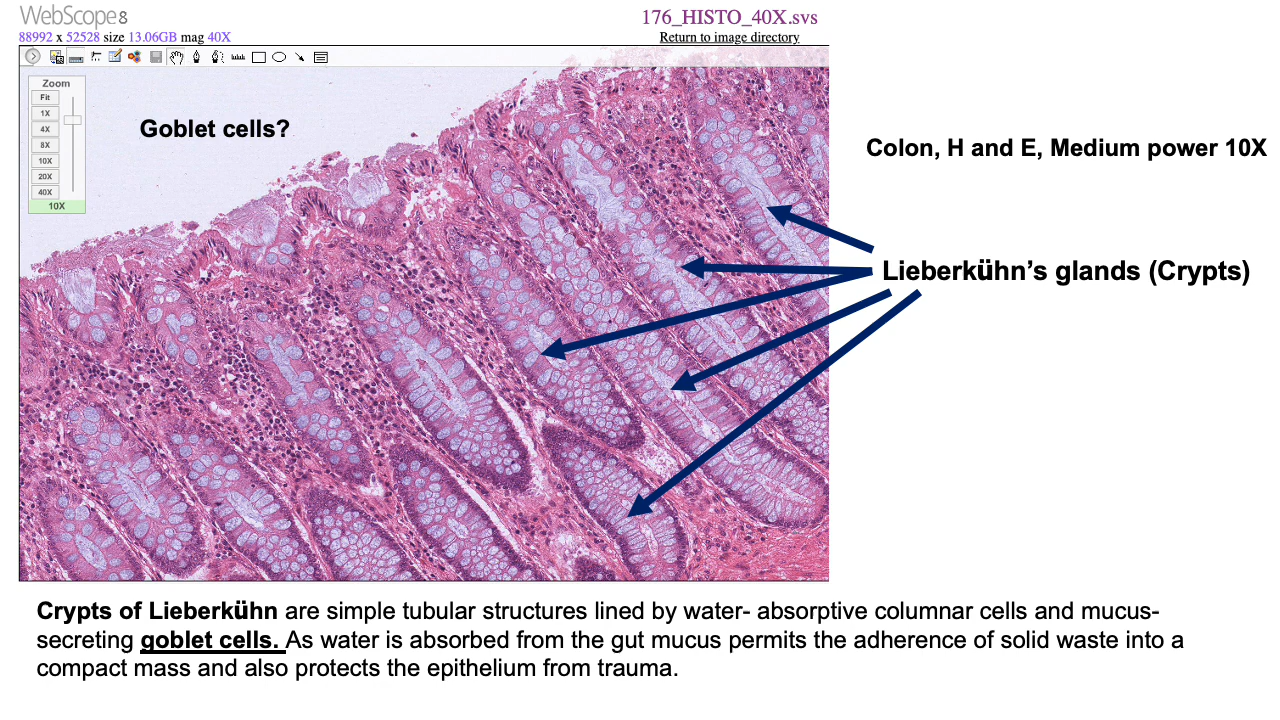 WebScope8
88992 x 52528 size 13.06GB mag 40X
176_HISTO_40X.svs
Return to image directory
Zoom
Fit
1X
4X
8X
10X
20X
40X
10X
Goblet cells?
Colon, H and E, Medium power 10X
Lieberkühn’s glands (Crypts)
Crypts of Lieberkühn are simple tubular structures lined by water- absorptive columnar cells and mucus-
secreting goblet cells. As water is absorbed from the gut mucus permits the adherence of solid waste into a
compact mass and also protects the epithelium from trauma.